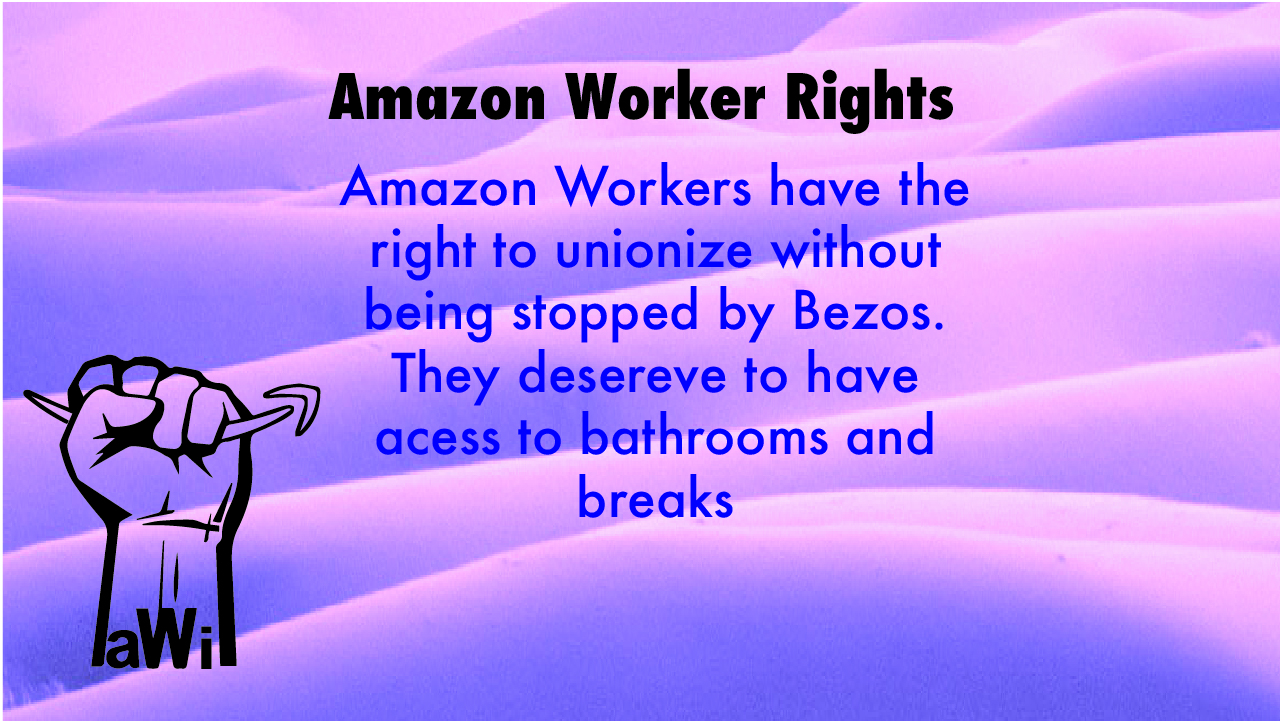 Amazon Worker Rights
Amazon Workers have the
right to unionize without
being stopped by Bezos.
They desereve to have
acess to bathrooms and
breaks
aWi